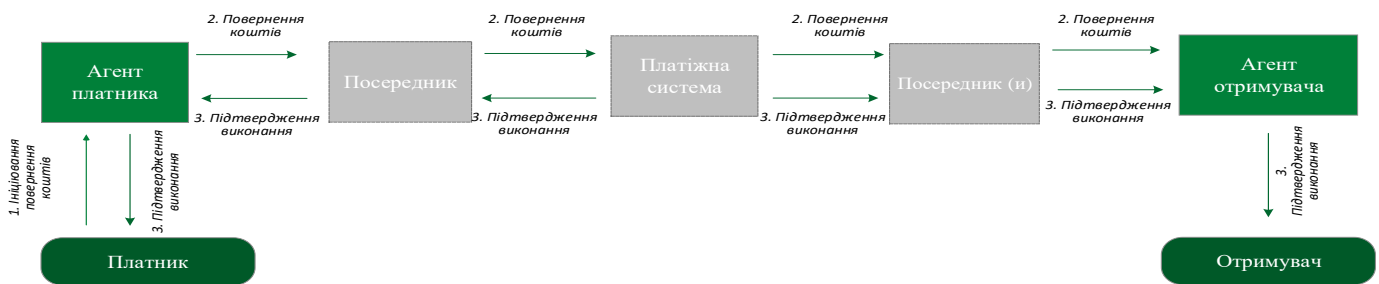 2. Повернення
коштів
2. Повернення
коштів
2. Повернення
коштів
2. Повернення
коштів
Агент
платника
Посередник
Платіжна
система
Посередник (и)
Агент
отримувача
3. Підтвердження
виконання
3. Підтвердження
виконання
3. Підтвердження
виконання
3. Підтвердження
виконання
1. Ініціювання
повернення
коштів
3. Підтвердження
виконання
3.
Підтвердження
виконання
Платник
Отримувач